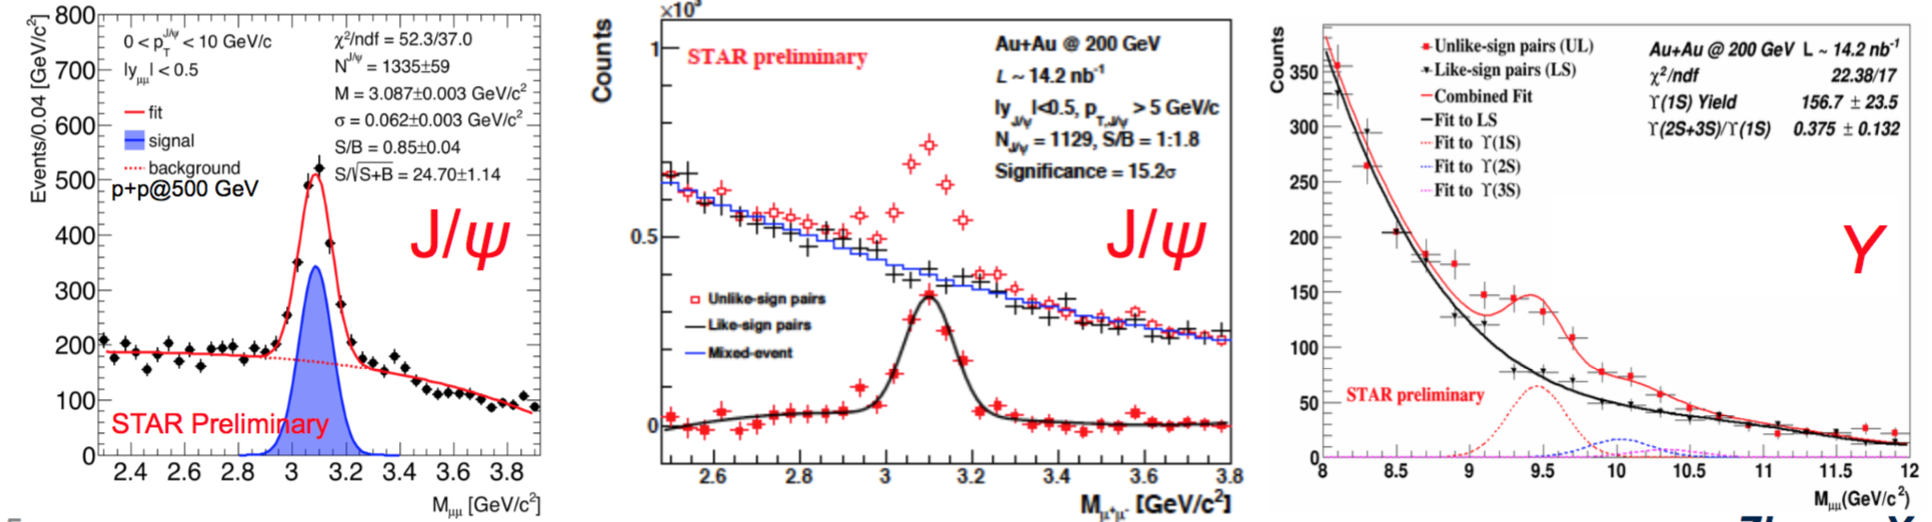 800
700
600
500
400
300
200
100
0
Events/0.04 [GeV/c²]
0 < p_T^{J/ψ} < 10 GeV/c
|y_{μμ}| < 0.5
fit
signal
background
p+p@500 GeV
χ²/ndf = 52.3/37.0
N^{J/ψ} = 1335±59
M = 3.087±0.003 GeV/c²
σ = 0.062±0.003 GeV/c²
S/B = 0.85±0.04
S/√S+B = 24.70±1.14
J/ψ
STAR Preliminary
2.4 2.6 2.8 3 3.2 3.4 3.6 3.8
M_{μμ} [GeV/c²]
×10³
Counts
1
0.5
0
STAR preliminary
Au+Au @ 200 GeV
L ~ 14.2 nb⁻¹
|y_{J/ψ}|<0.5, p_{T,J/ψ} > 5 GeV/c
N_{J/ψ} = 1129, S/B = 1:1.8
Significance = 15.2σ
J/ψ
Unlike-sign pairs
Like-sign pairs
Mixed-event
2.6 2.8 3 3.2 3.4 3.6 3.8
M_{μ⁺μ⁻} [GeV/c²]
Counts
350
300
250
200
150
100
50
0
Unlike-sign pairs (UL)
Like-sign pairs (LS)
Combined Fit
Fit to LS
Fit to ϒ(1S)
Fit to ϒ(2S)
Fit to ϒ(3S)
Au+Au @ 200 GeV L ~ 14.2 nb⁻¹
χ²/ndf 22.38/17
ϒ(1S) Yield 156.7 ± 23.5
ϒ(2S+3S)/ϒ(1S) 0.375 ± 0.132
ϒ
STAR preliminary
8 8.5 9 9.5 10 10.5 11 11.5 12
M_{μμ}(GeV/c²)